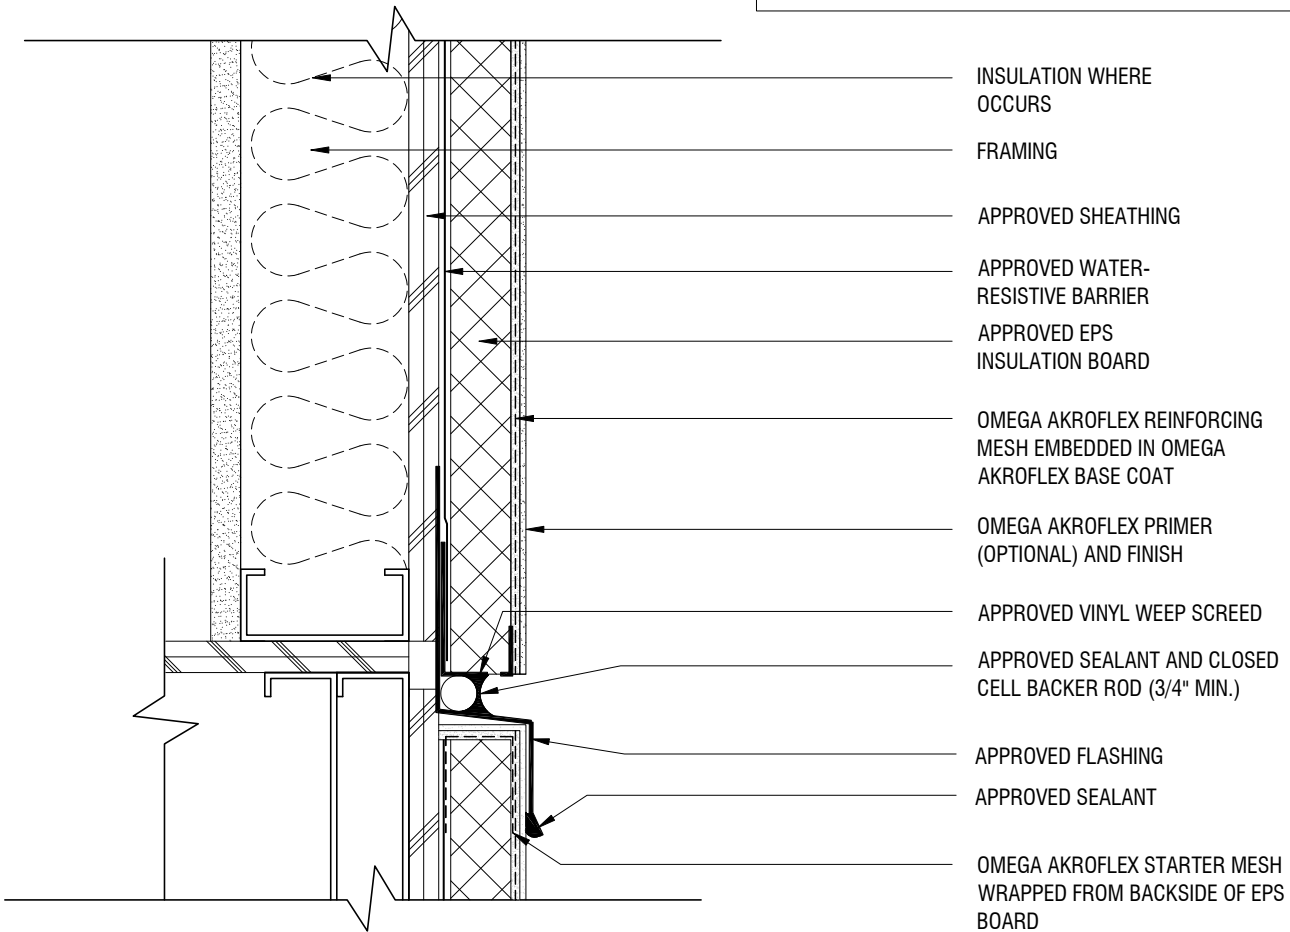 INSULATION WHERE
OCCURS
FRAMING
APPROVED SHEATHING
APPROVED WATER-
RESISTIVE BARRIER
APPROVED EPS
INSULATION BOARD
OMEGA AKROFLEX REINFORCING
MESH EMBEDDED IN OMEGA
AKROFLEX BASE COAT
OMEGA AKROFLEX PRIMER
(OPTIONAL) AND FINISH
APPROVED VINYL WEEP SCREED
APPROVED SEALANT AND CLOSED
CELL BACKER ROD (3/4" MIN.)
APPROVED FLASHING
APPROVED SEALANT
OMEGA AKROFLEX STARTER MESH
WRAPPED FROM BACKSIDE OF EPS
BOARD